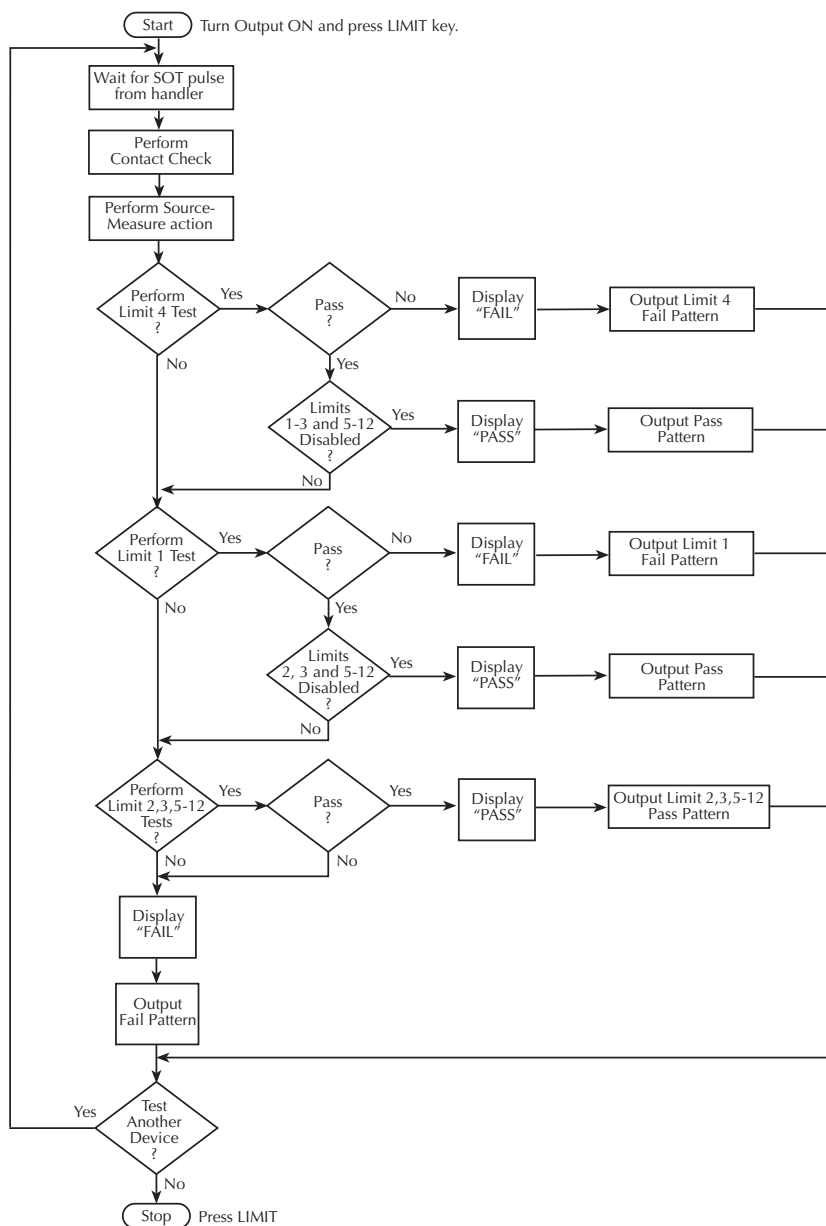 Start
Turn Output ON and press LIMIT key.
Wait for SOT pulse
from handler
Perform
Contact Check
Perform Source-
Measure action
Perform
Limit 4 Test
?
Yes
No
Pass
?
No
Yes
Display
“FAIL”
Output Limit 4
Fail Pattern
Limits
1-3 and 5-12
Disabled
?
Yes
No
Display
“PASS”
Output Pass
Pattern
Perform
Limit 1 Test
?
Yes
No
Pass
?
No
Yes
Display
“FAIL”
Output Limit 1
Fail Pattern
Limits
2, 3 and 5-12
Disabled
?
Yes
No
Display
“PASS”
Output Pass
Pattern
Perform
Limit 2,3,5-12
Tests
?
Yes
No
Pass
?
Yes
No
Display
“PASS”
Output Limit 2,3,5-12
Pass Pattern
Display
“FAIL”
Output
Fail Pattern
Test
Another
Device
?
Yes
No
Stop
Press LIMIT